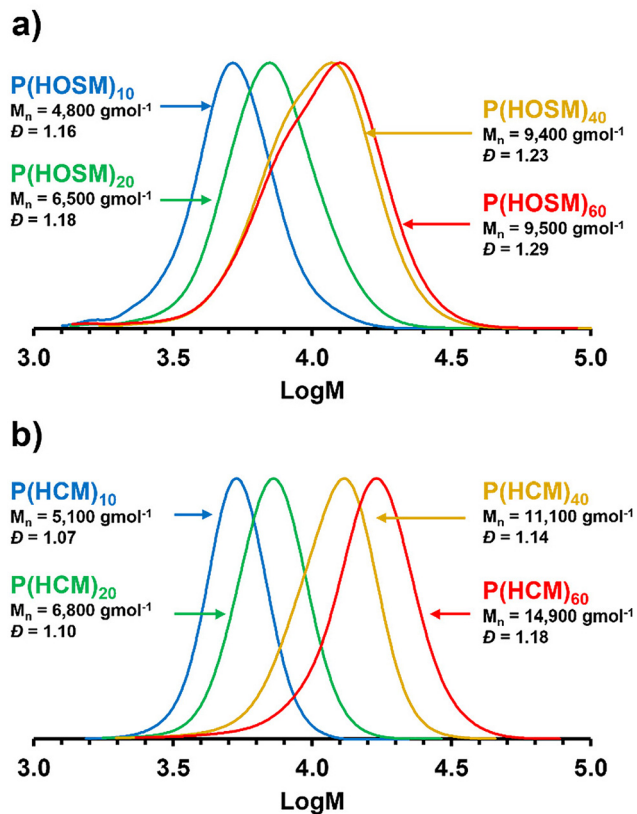 a)
P(HOSM)10
Mn = 4,800 gmol-1
Đ = 1.16
P(HOSM)20
Mn = 6,500 gmol-1
Đ = 1.18
P(HOSM)40
Mn = 9,400 gmol-1
Đ = 1.23
P(HOSM)60
Mn = 9,500 gmol-1
Đ = 1.29
3.0 3.5 4.0 4.5 5.0
LogM
b)
P(HCM)10
Mn = 5,100 gmol-1
Đ = 1.07
P(HCM)20
Mn = 6,800 gmol-1
Đ = 1.10
P(HCM)40
Mn = 11,100 gmol-1
Đ = 1.14
P(HCM)60
Mn = 14,900 gmol-1
Đ = 1.18
3.0 3.5 4.0 4.5 5.0
LogM